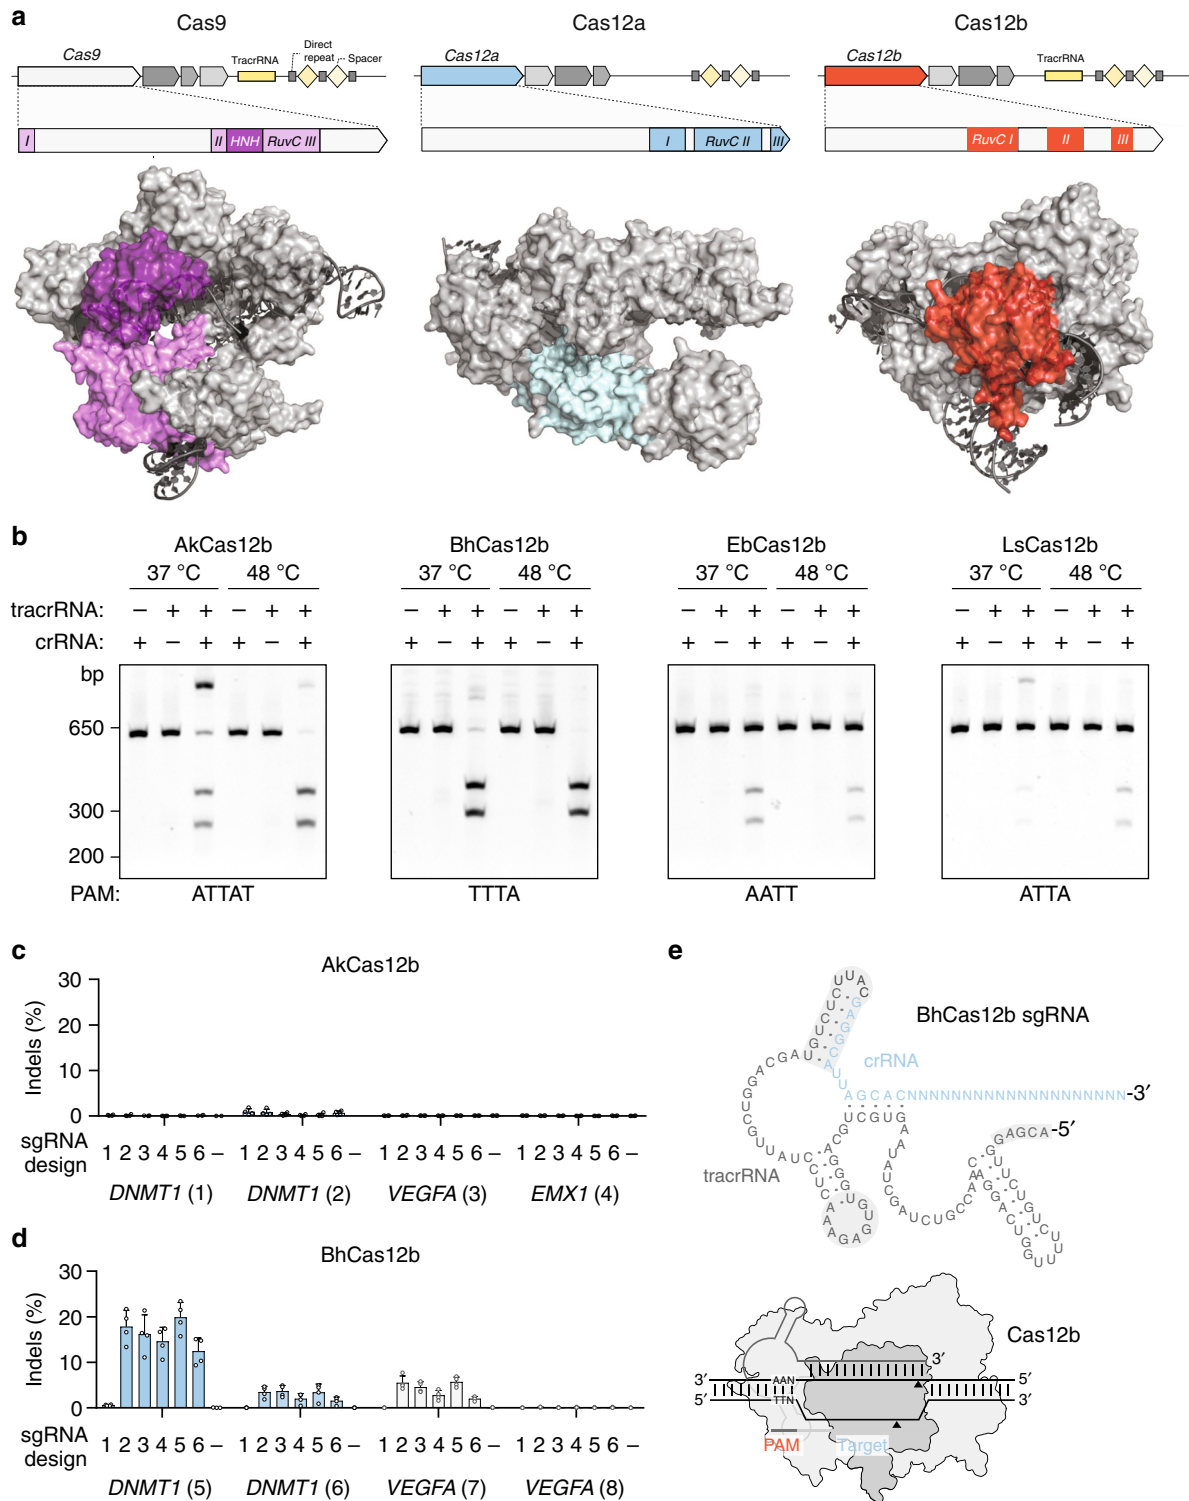 a
Cas9
Cas12a
Cas12b
Cas9
TracrRNA
Direct repeat
Spacer
Cas12a
Cas12b
TracrRNA
I
II
HNH
RuvC III
I
RuvC II
III
RuvC I
II
III
b
AkCas12b
BhCas12b
EbCas12b
LsCas12b
37 °C 48 °C
37 °C 48 °C
37 °C 48 °C
37 °C 48 °C
tracrRNA: – + + – + + – + + – + + – + + – + + – + + – + +
crRNA: + – + + – + + – + + – + + – + + – + + – + + – +
bp
650
300
200
PAM: ATTAT TTTA AATT ATTA
c
AkCas12b
Indels (%)
30
20
10
0
sgRNA design
1 2 3 4 5 6 – 1 2 3 4 5 6 – 1 2 3 4 5 6 – 1 2 3 4 5 6 –
DNMT1 (1) DNMT1 (2) VEGFA (3) EMX1 (4)
d
BhCas12b
Indels (%)
30
20
10
0
sgRNA design
1 2 3 4 5 6 – 1 2 3 4 5 6 – 1 2 3 4 5 6 – 1 2 3 4 5 6 –
DNMT1 (5) DNMT1 (6) VEGFA (7) VEGFA (8)
e
BhCas12b sgRNA
crRNA
AGCACNNNNNNNNNNNNNNNNNNNN-3′
GAGCA-5′
tracrRNA
Cas12b
3′
3′ AAN 5′
5′ TTN 3′
PAM
Target